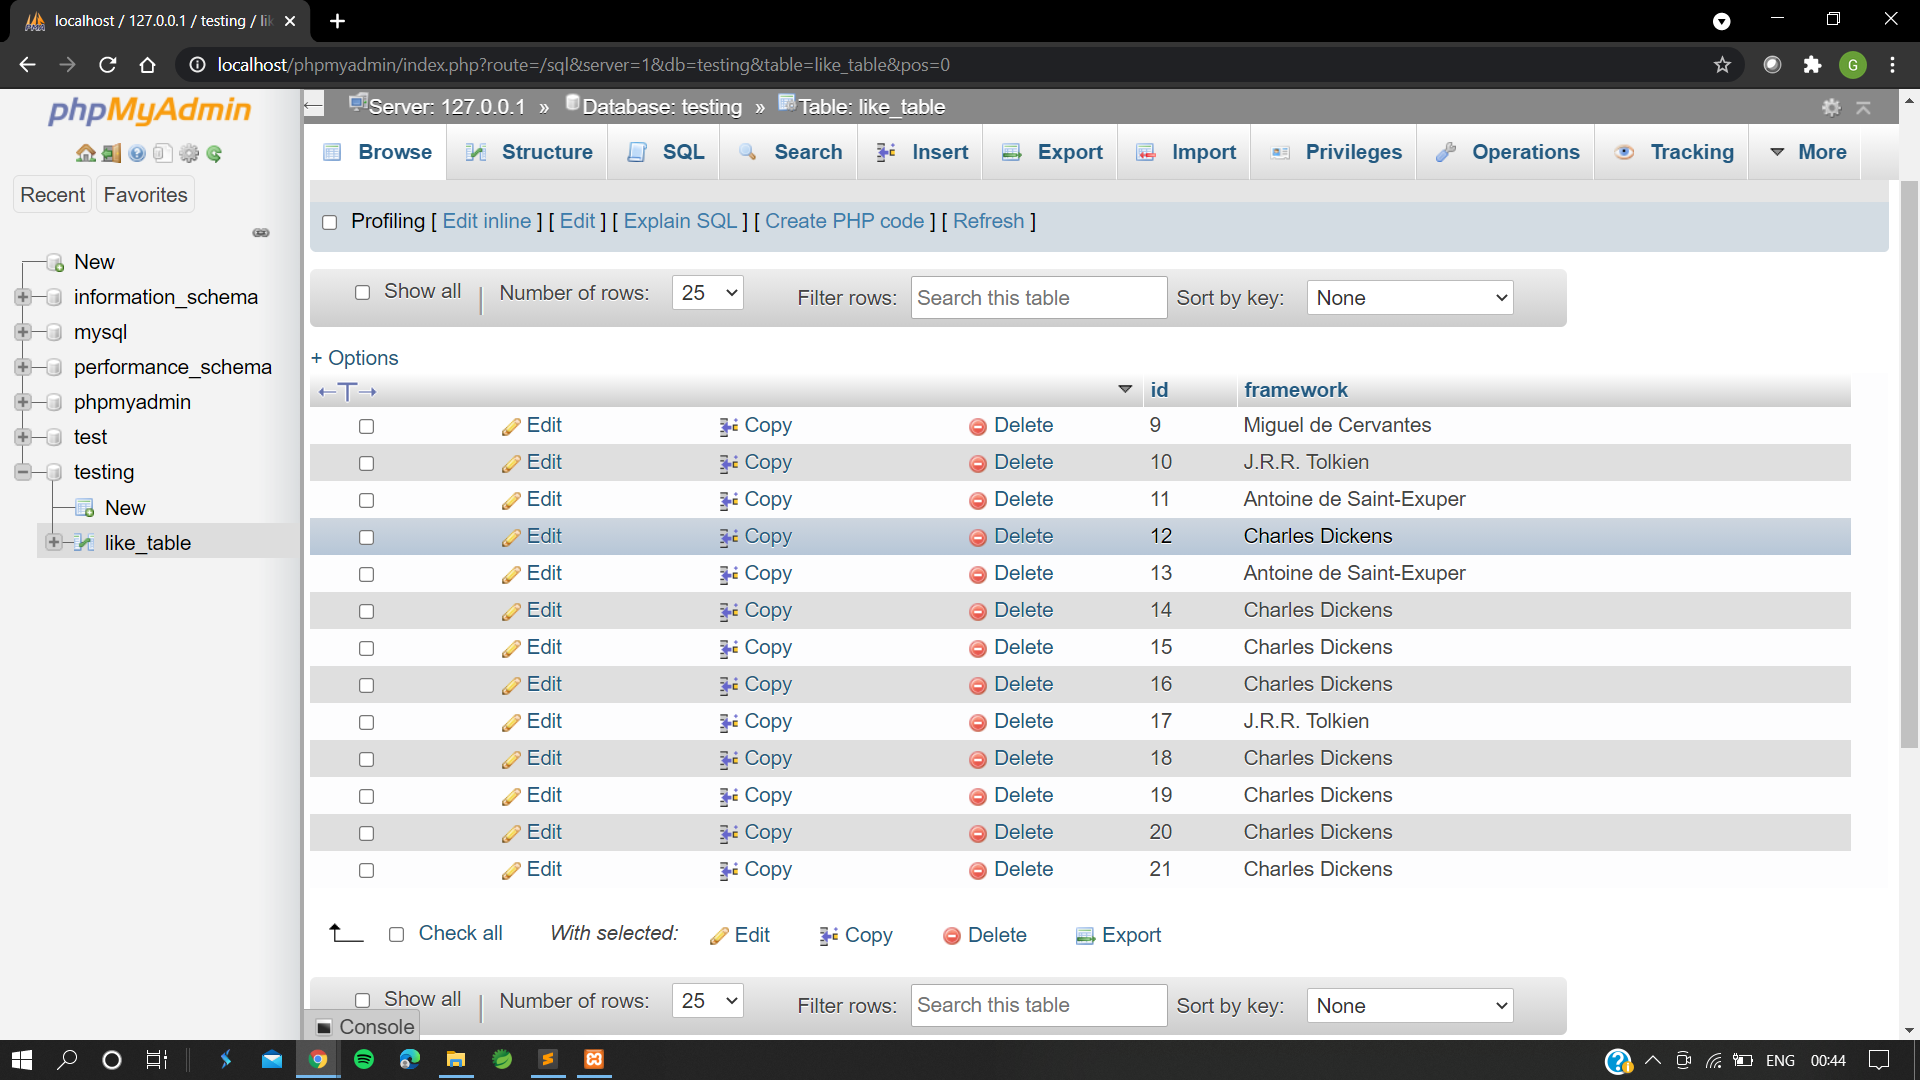 localhost / 127.0.0.1 / testing / lik
localhost/phpmyadmin/index.php?route=/sql&server=1&db=testing&table=like_table&pos=0
G
phpMyAdmin
Recent Favorites
New
information_schema
mysql
performance_schema
phpmyadmin
test
testing
New
like_table
Server: 127.0.0.1 » Database: testing » Table: like_table
Browse Structure SQL Search Insert Export Import Privileges Operations Tracking More
Profiling [ Edit inline ] [ Edit ] [ Explain SQL ] [ Create PHP code ] [ Refresh ]
Show all Number of rows: 25 Filter rows: Search this table Sort by key: None
+ Options
←T→ id framework
Edit Copy Delete 9 Miguel de Cervantes
Edit Copy Delete 10 J.R.R. Tolkien
Edit Copy Delete 11 Antoine de Saint-Exuper
Edit Copy Delete 12 Charles Dickens
Edit Copy Delete 13 Antoine de Saint-Exuper
Edit Copy Delete 14 Charles Dickens
Edit Copy Delete 15 Charles Dickens
Edit Copy Delete 16 Charles Dickens
Edit Copy Delete 17 J.R.R. Tolkien
Edit Copy Delete 18 Charles Dickens
Edit Copy Delete 19 Charles Dickens
Edit Copy Delete 20 Charles Dickens
Edit Copy Delete 21 Charles Dickens
Check all With selected: Edit Copy Delete Export
Show all Number of rows: 25 Filter rows: Search this table Sort by key: None
Console
ENG 00:44